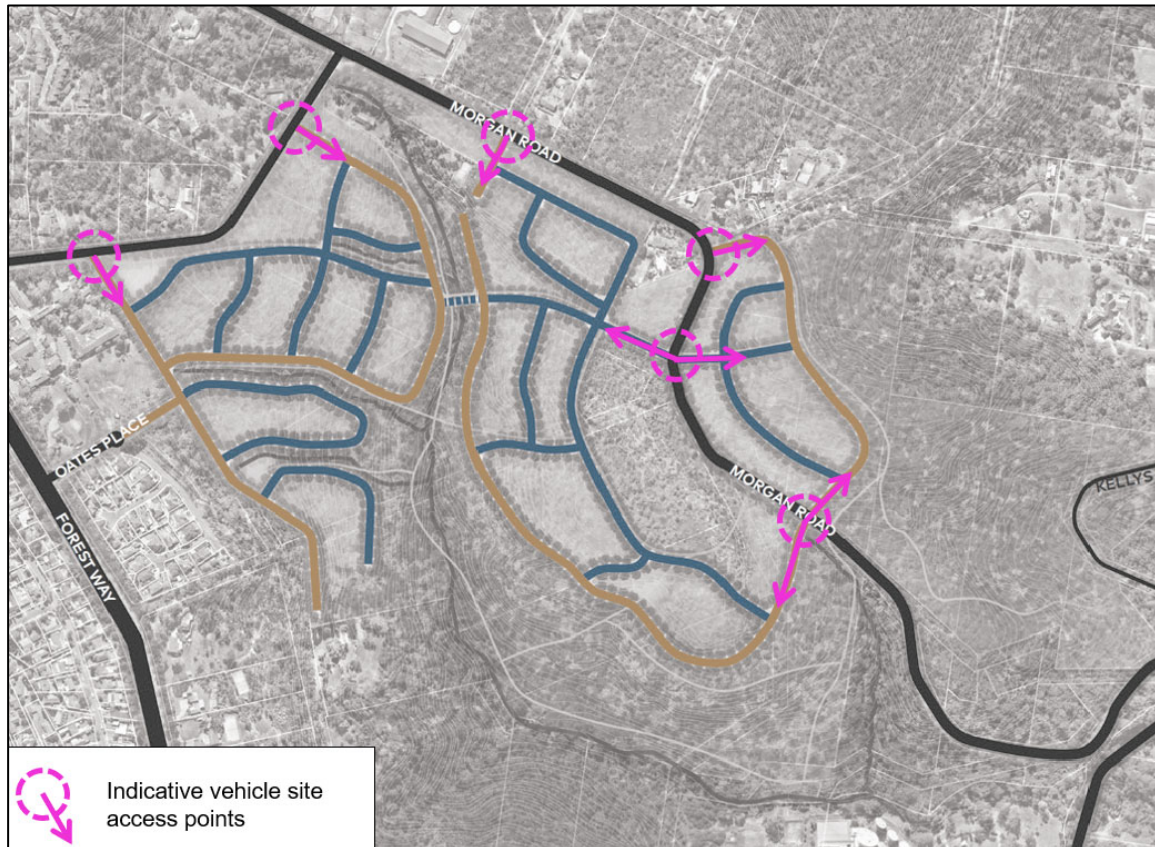 MORGAN ROAD
OATES PLACE
FOREST WAY
MORGAN ROAD
KELLYS
Indicative vehicle site
access points